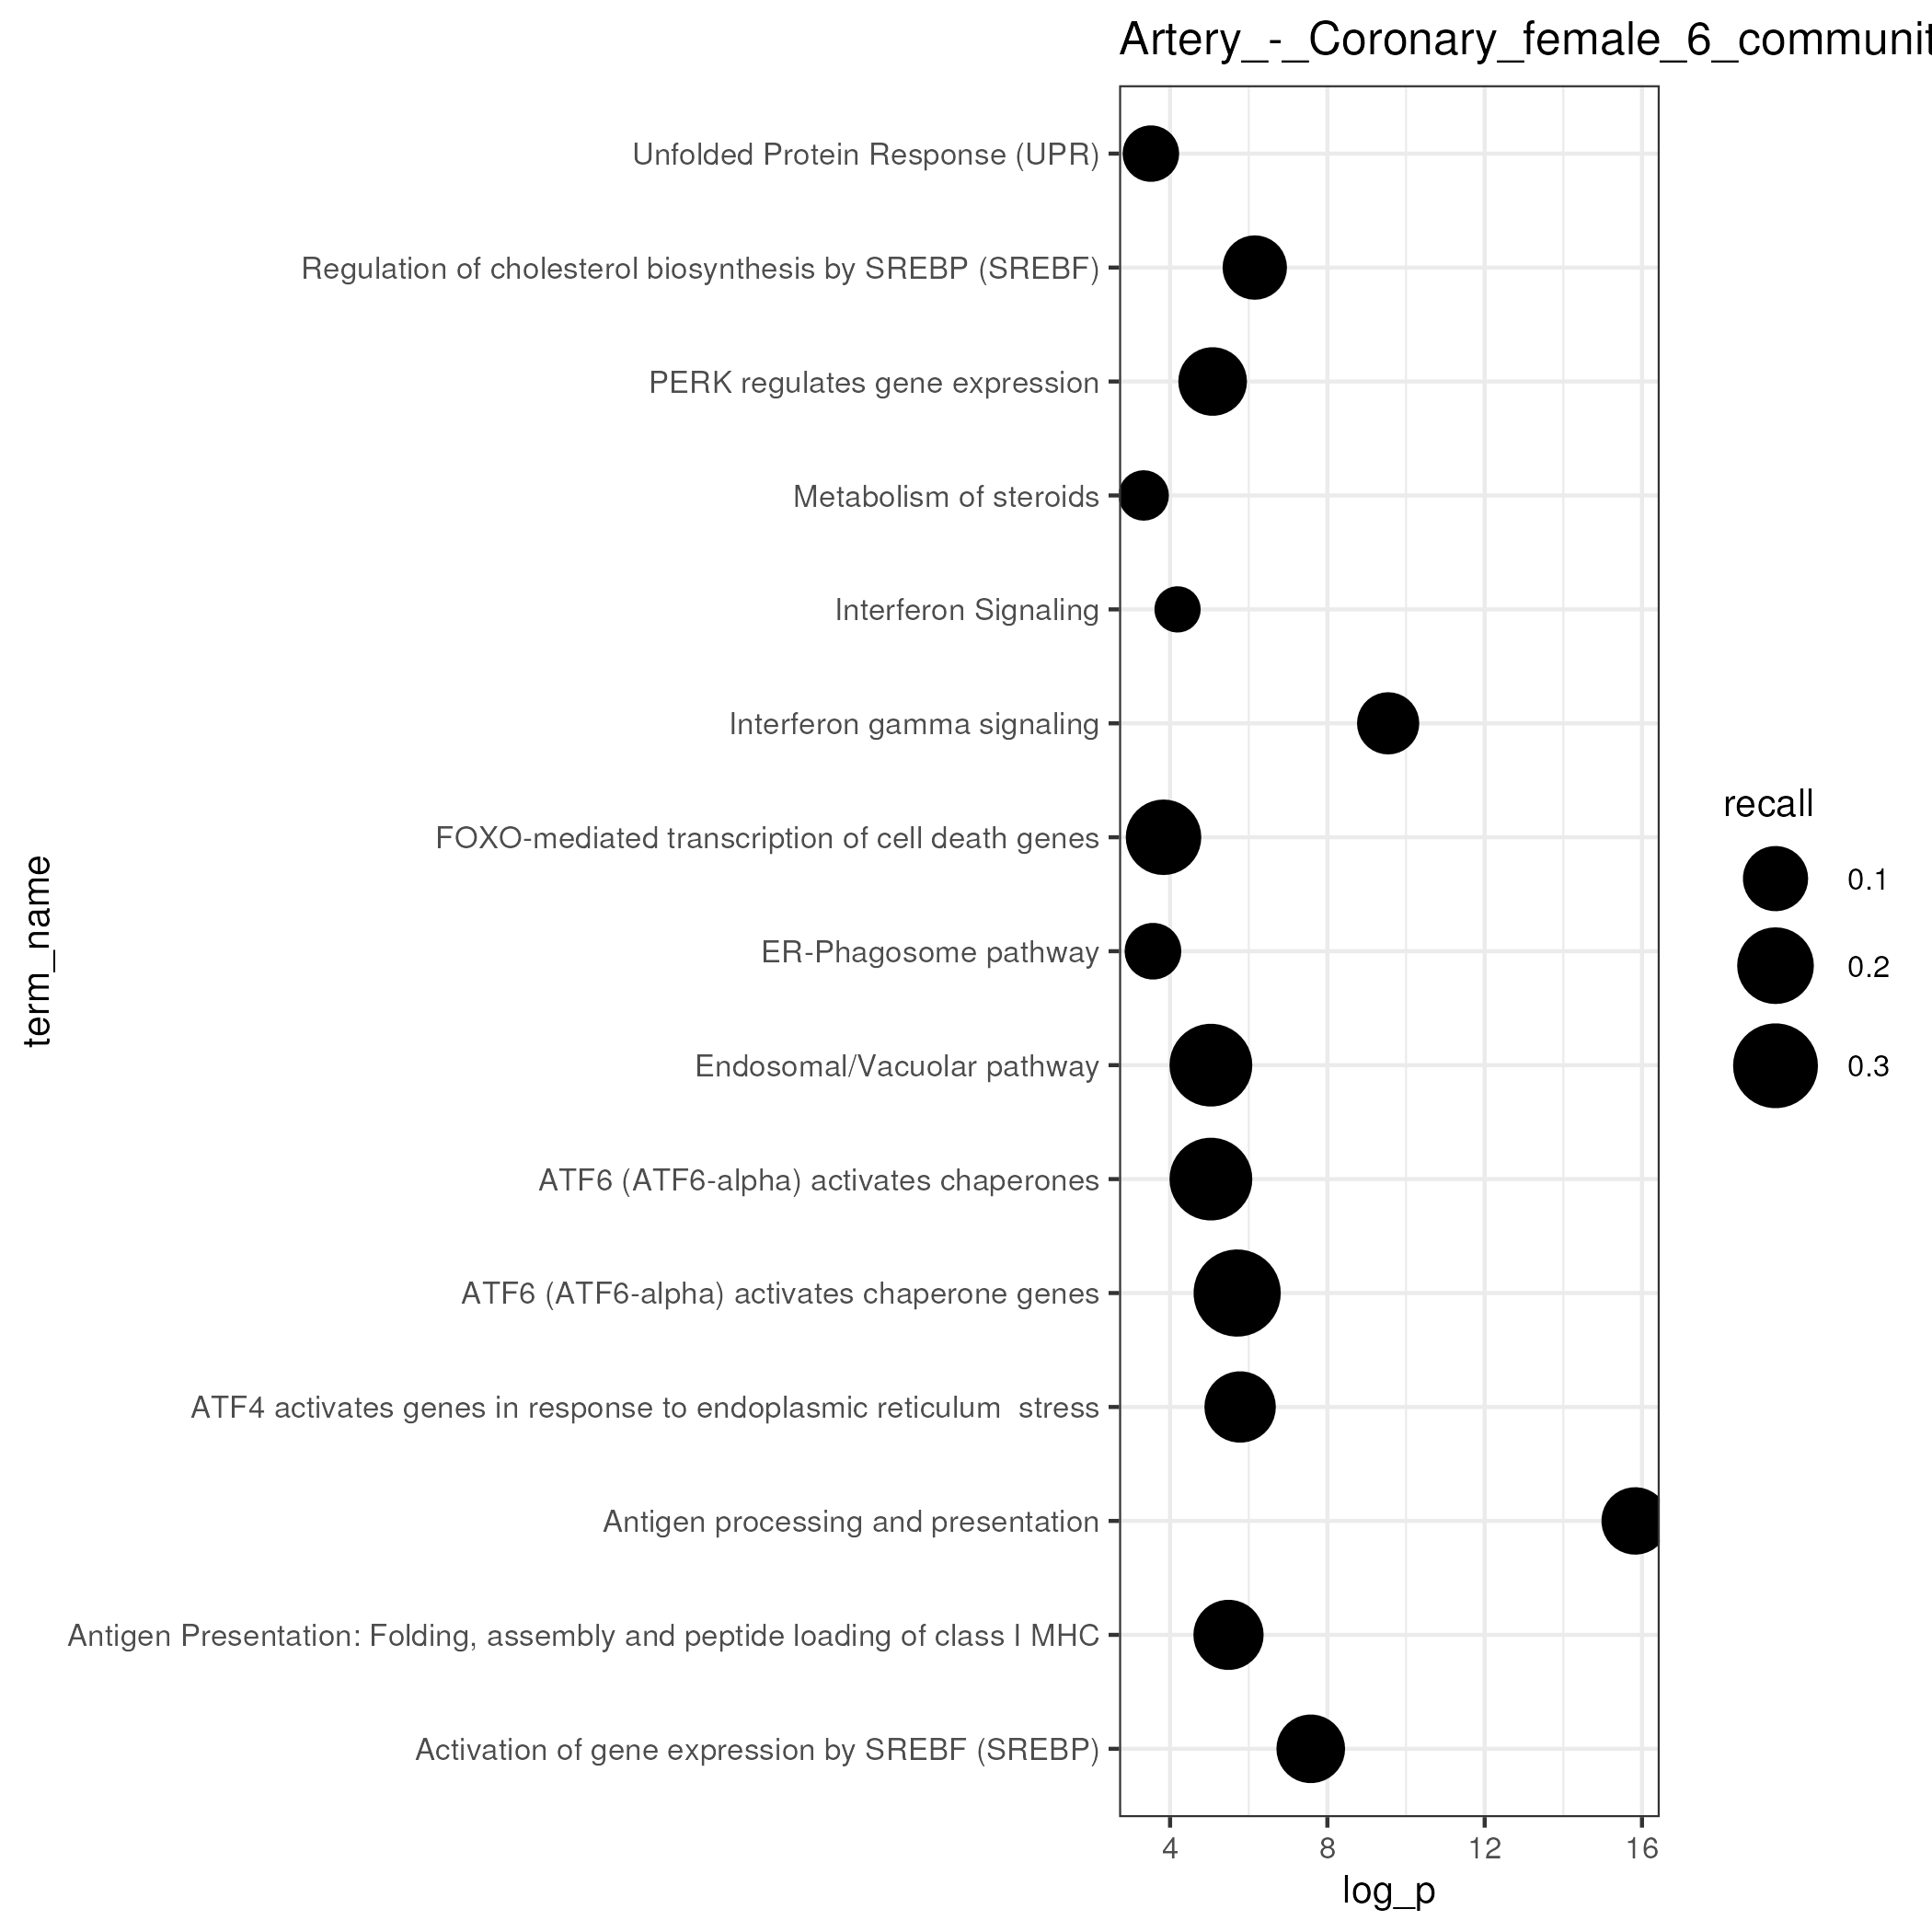 Artery_-_Coronary_female_6_communit
Unfolded Protein Response (UPR)
Regulation of cholesterol biosynthesis by SREBP (SREBF)
PERK regulates gene expression
Metabolism of steroids
Interferon Signaling
Interferon gamma signaling
FOXO-mediated transcription of cell death genes
ER-Phagosome pathway
Endosomal/Vacuolar pathway
ATF6 (ATF6-alpha) activates chaperones
ATF6 (ATF6-alpha) activates chaperone genes
ATF4 activates genes in response to endoplasmic reticulum  stress
Antigen processing and presentation
Antigen Presentation: Folding, assembly and peptide loading of class I MHC
Activation of gene expression by SREBF (SREBP)
term_name
4 8 12 16
log_p
recall
0.1
0.2
0.3